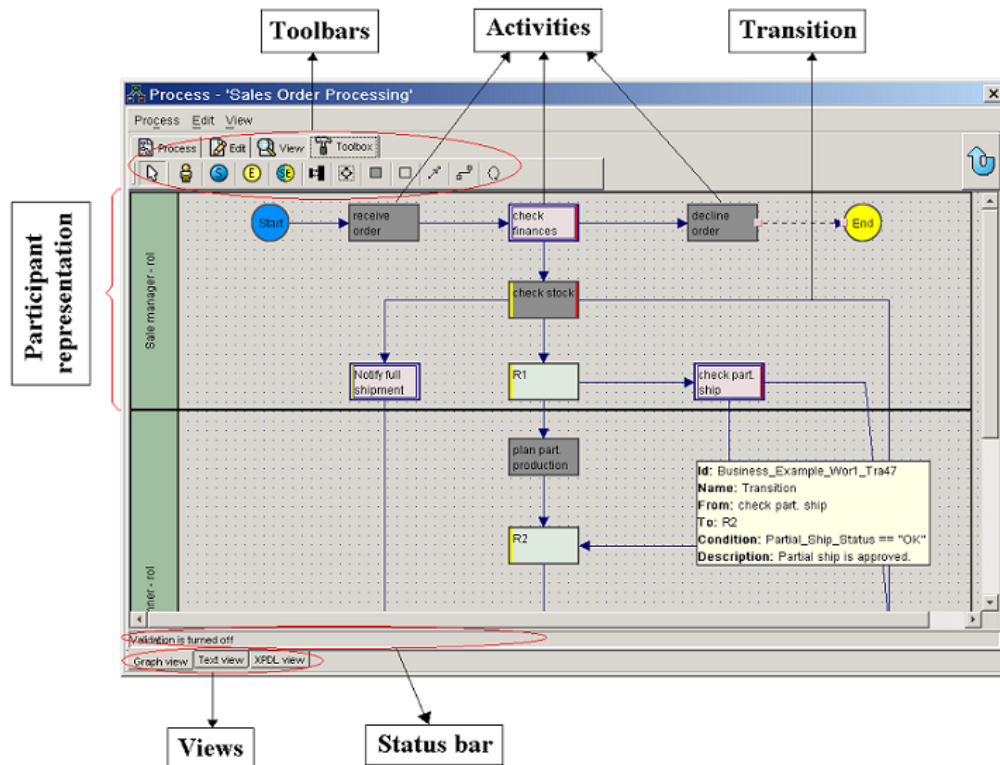 Toolbars
Activities
Transition
Process - 'Sales Order Processing'
Process Edit View
Process Edit View Toolbox
S E SE
Participant
representation
Sale manager - rol
Start
receive
order
check
finances
decline
order
End
check stock
Notify full
shipment
R1
check part.
ship
plan part.
production
R2
Id: Business_Example_Wor1_Tra47
Name: Transition
From: check part. ship
To: R2
Condition: Partial_Ship_Status == "OK"
Description: Partial ship is approved.
nner - rol
Validation is turned off
Graph view Text view XPDL view
Views
Status bar